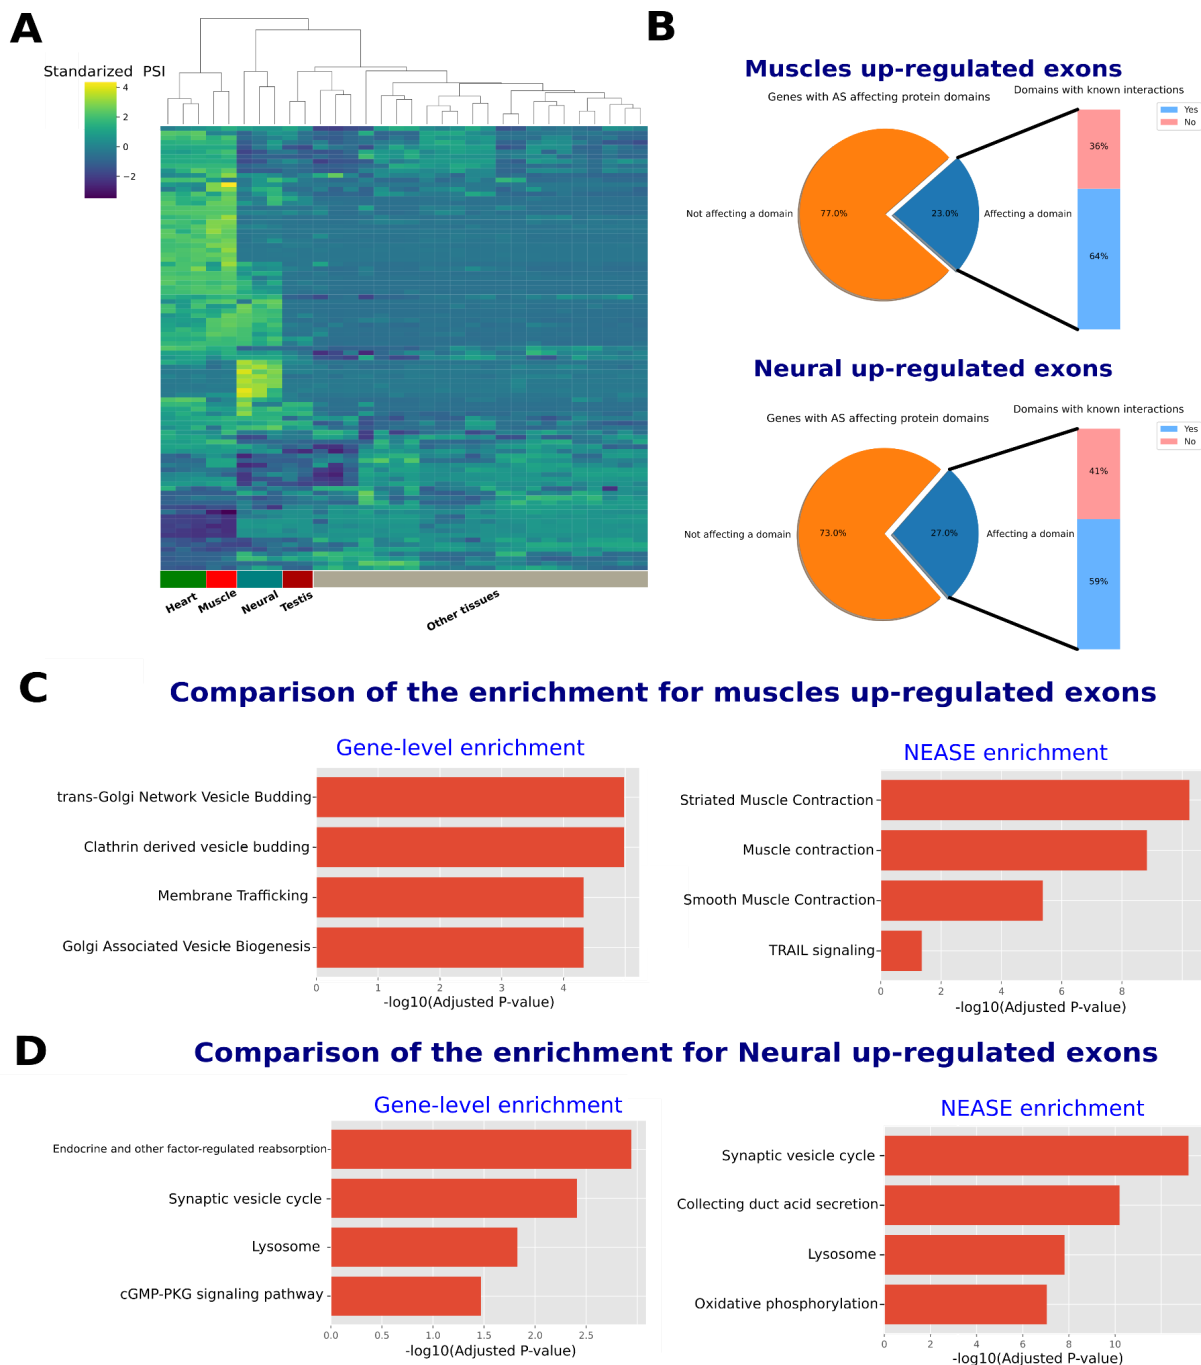 A
Standarized PSI
4
2
0
−2
Heart
Muscle
Neural
Testis
Other tissues
B
Muscles up-regulated exons
Genes with AS affecting protein domains
Domains with known interactions
Yes
No
Not affecting a domain
77.0%
23.0%
Affecting a domain
36%
64%
Neural up-regulated exons
Genes with AS affecting protein domains
Domains with known interactions
Yes
No
Not affecting a domain
73.0%
27.0%
Affecting a domain
41%
59%
C
Comparison of the enrichment for muscles up-regulated exons
Gene-level enrichment
trans-Golgi Network Vesicle Budding
Clathrin derived vesicle budding
Membrane Trafficking
Golgi Associated Vesicle Biogenesis
0 1 2 3 4
-log10(Adjusted P-value)
NEASE enrichment
Striated Muscle Contraction
Muscle contraction
Smooth Muscle Contraction
TRAIL signaling
0 2 4 6 8
-log10(Adjusted P-value)
D
Comparison of the enrichment for Neural up-regulated exons
Gene-level enrichment
Endocrine and other factor-regulated reabsorption
Synaptic vesicle cycle
Lysosome
cGMP-PKG signaling pathway
0.0 0.5 1.0 1.5 2.0 2.5
-log10(Adjusted P-value)
NEASE enrichment
Synaptic vesicle cycle
Collecting duct acid secretion
Lysosome
Oxidative phosphorylation
0 2 4 6 8 10
-log10(Adjusted P-value)